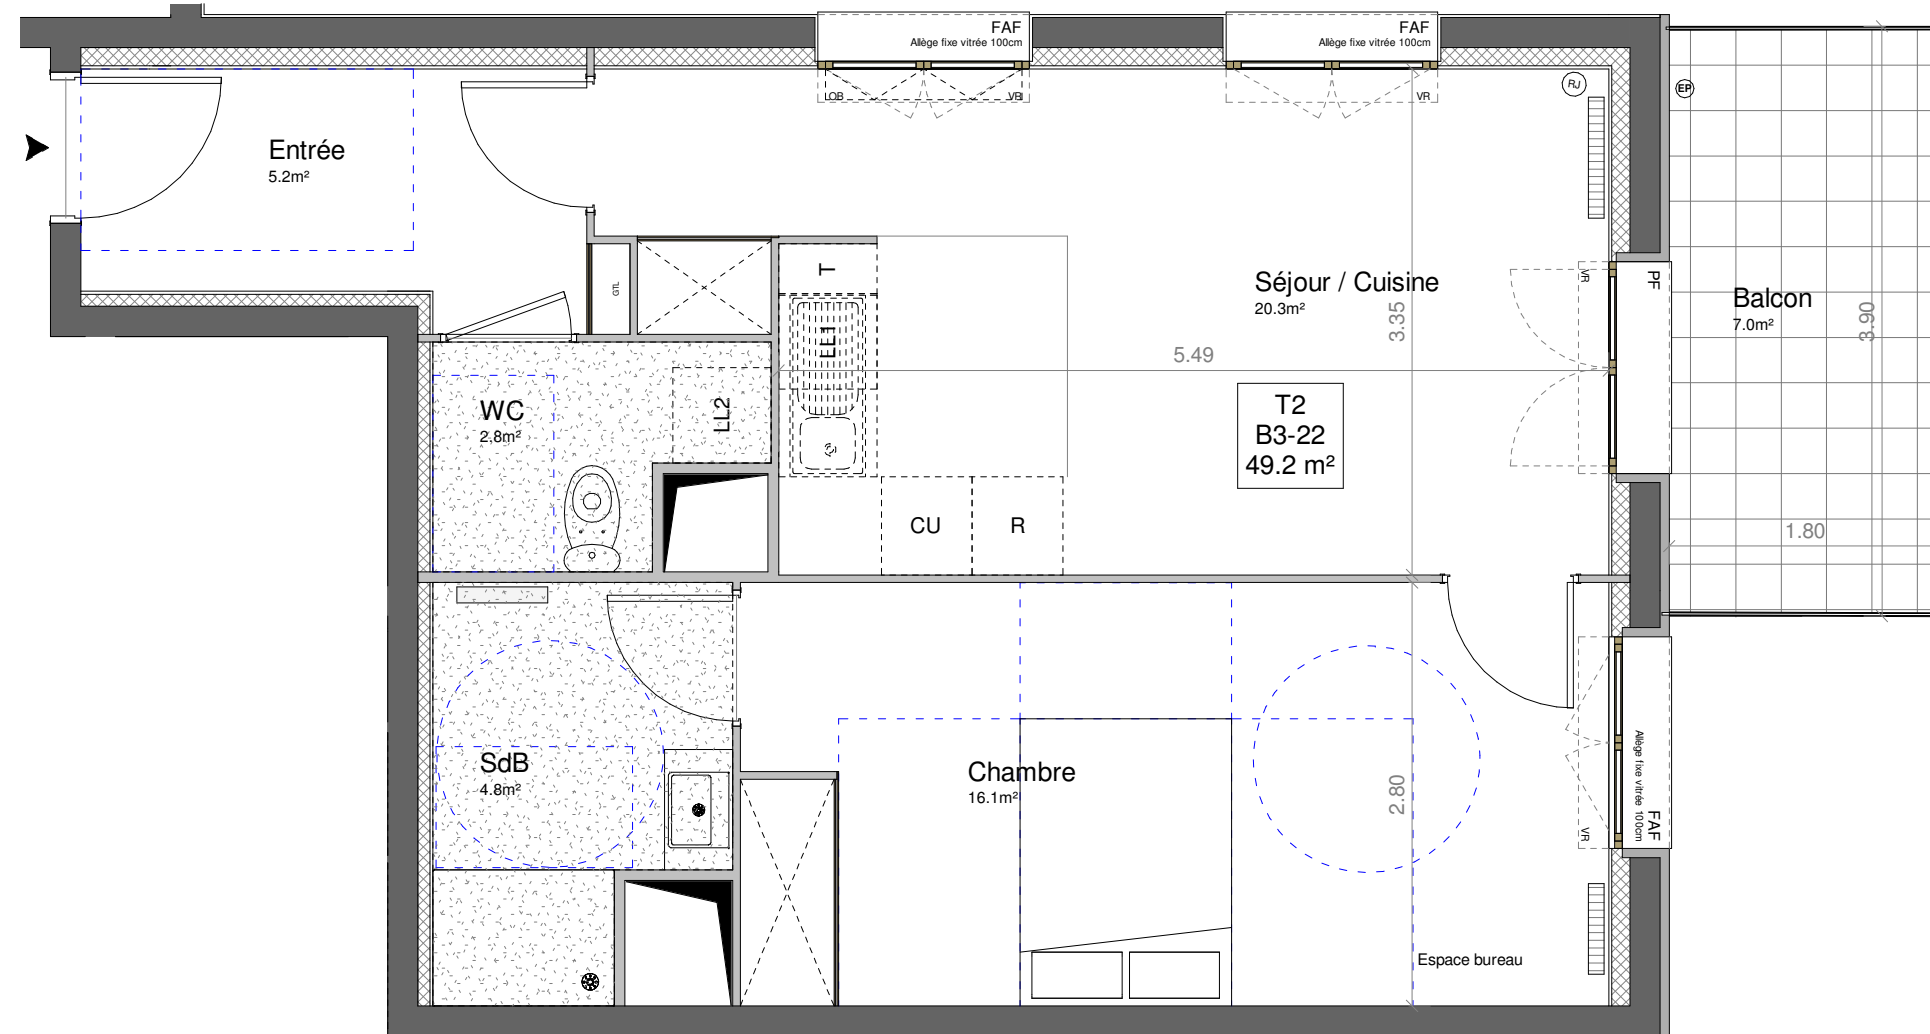 FAF
Allège fixe vitrée 100cm
FAF
Allège fixe vitrée 100cm
OB
VR
VR
RJ
EP
Entrée
5.2m²
GTL
T
LL1
Séjour / Cuisine
20.3m²
3.35
5.49
VR
PF
Balcon
7.0m²
3.90
1.80
T2
B3-22
49.2 m²
WC
2.8m²
LL2
CU
R
SdB
4.8m²
Chambre
16.1m²
2.80
Allège fixe vitrée 100cm
FAF
VR
Espace bureau